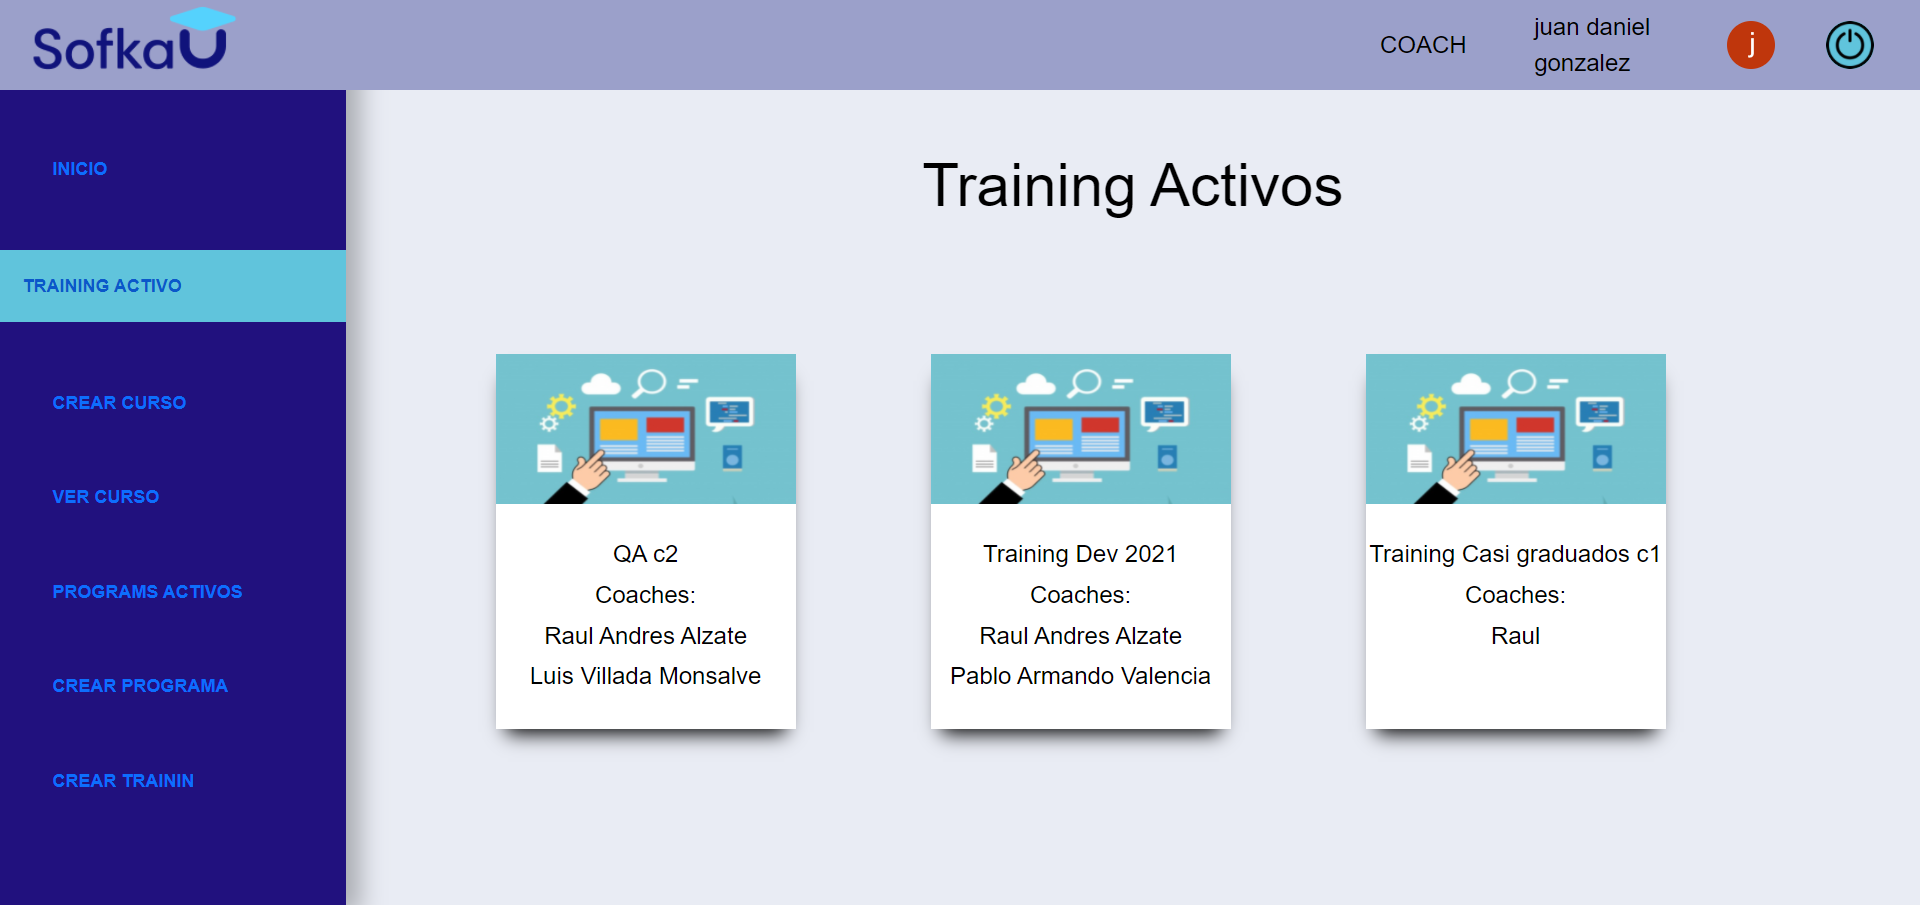 SofkaU
COACH
juan daniel
gonzalez
j
INICIO
TRAINING ACTIVO
CREAR CURSO
VER CURSO
PROGRAMS ACTIVOS
CREAR PROGRAMA
CREAR TRAININ
Training Activos
QA c2
Coaches:
Raul Andres Alzate
Luis Villada Monsalve
Training Dev 2021
Coaches:
Raul Andres Alzate
Pablo Armando Valencia
Training Casi graduados c1
Coaches:
Raul